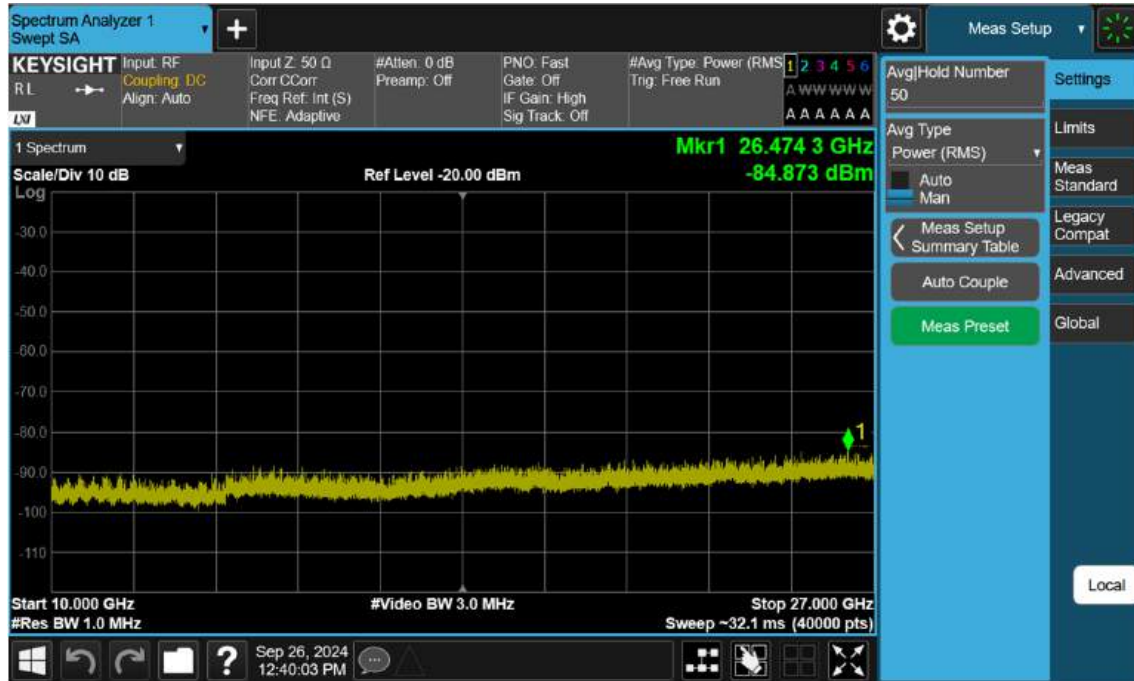 Spectrum Analyzer 1
Swept SA
+
Meas Setup
KEYSIGHT
RL
LXI
Input: RF
Coupling: DC
Align: Auto
Input Z: 50 Ω
Corr CCorr
Freq Ref: Int (S)
NFE: Adaptive
#Atten: 0 dB
Preamp: Off
PNO: Fast
Gate: Off
IF Gain: High
Sig Track: Off
#Avg Type: Power (RMS
Trig: Free Run
1 2 3 4 5 6
A W W W W W
A A A A A A
1 Spectrum
Scale/Div 10 dB
Log
Ref Level -20.00 dBm
Mkr1 26.474 3 GHz
-84.873 dBm
-30.0
-40.0
-50.0
-60.0
-70.0
-80.0
-90.0
-100
-110
1
Start 10.000 GHz
#Res BW 1.0 MHz
#Video BW 3.0 MHz
Stop 27.000 GHz
Sweep ~32.1 ms (40000 pts)
Avg|Hold Number
50
Avg Type
Power (RMS)
Auto
Man
Meas Setup
Summary Table
Auto Couple
Meas Preset
Settings
Limits
Meas
Standard
Legacy
Compat
Advanced
Global
Local
?
Sep 26, 2024
12:40:03 PM